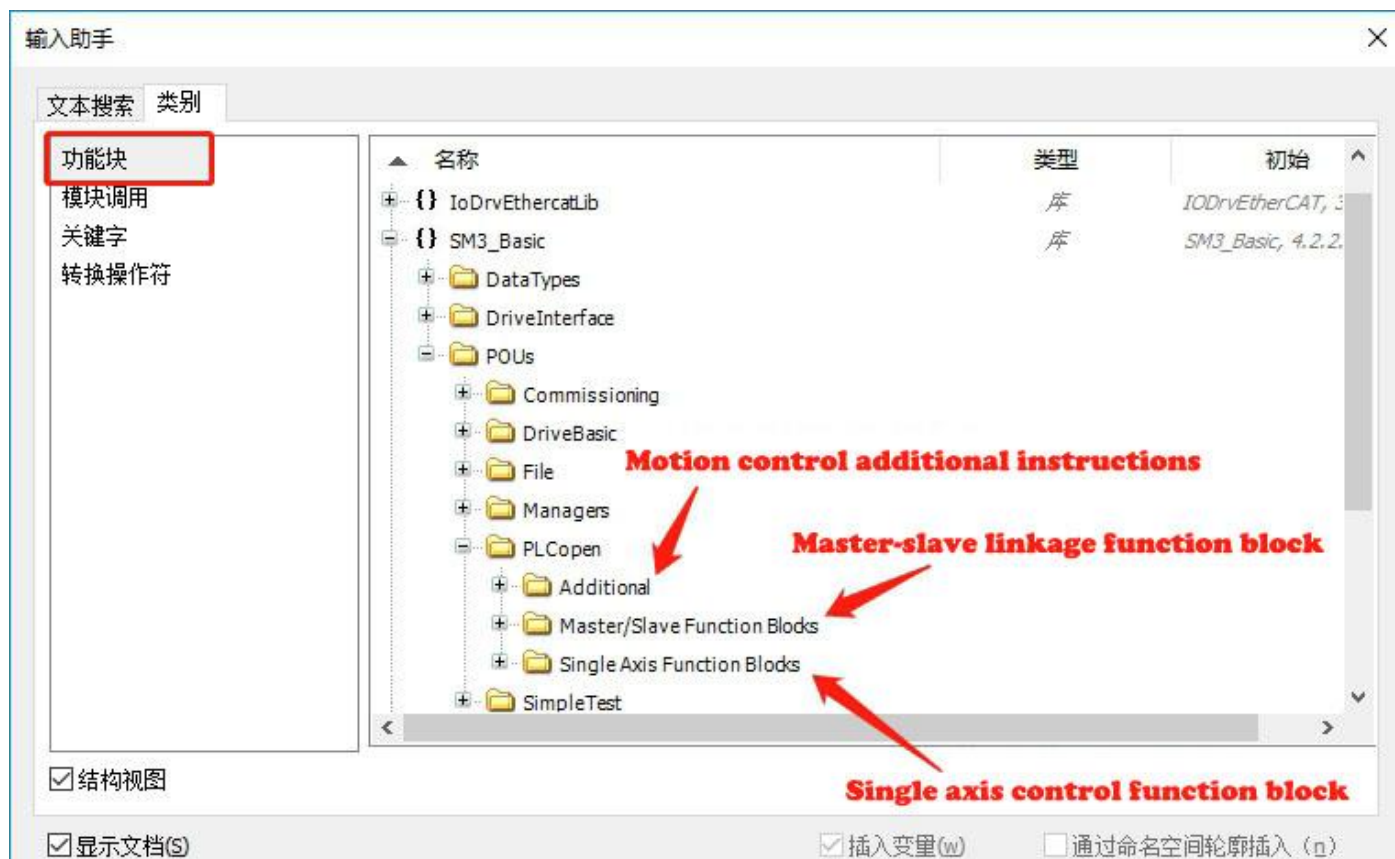 输入助手
文本搜索 类别
功能块
模块调用
关键字
转换操作符
名称 类型 初始
IoDrvEthercatLib 库 IODrvEtherCAT, 3
SM3_Basic 库 SM3_Basic, 4.2.2.
DataTypes
DriveInterface
POUs
Commissioning
DriveBasic
File
Motion control additional instructions
Managers
PLCopen
Master-slave linkage function block
Additional
Master/Slave Function Blocks
Single Axis Function Blocks
SimpleTest
结构视图
Single axis control function block
显示文档(S) 插入变量(w) 通过命名空间轮廓插入（n）